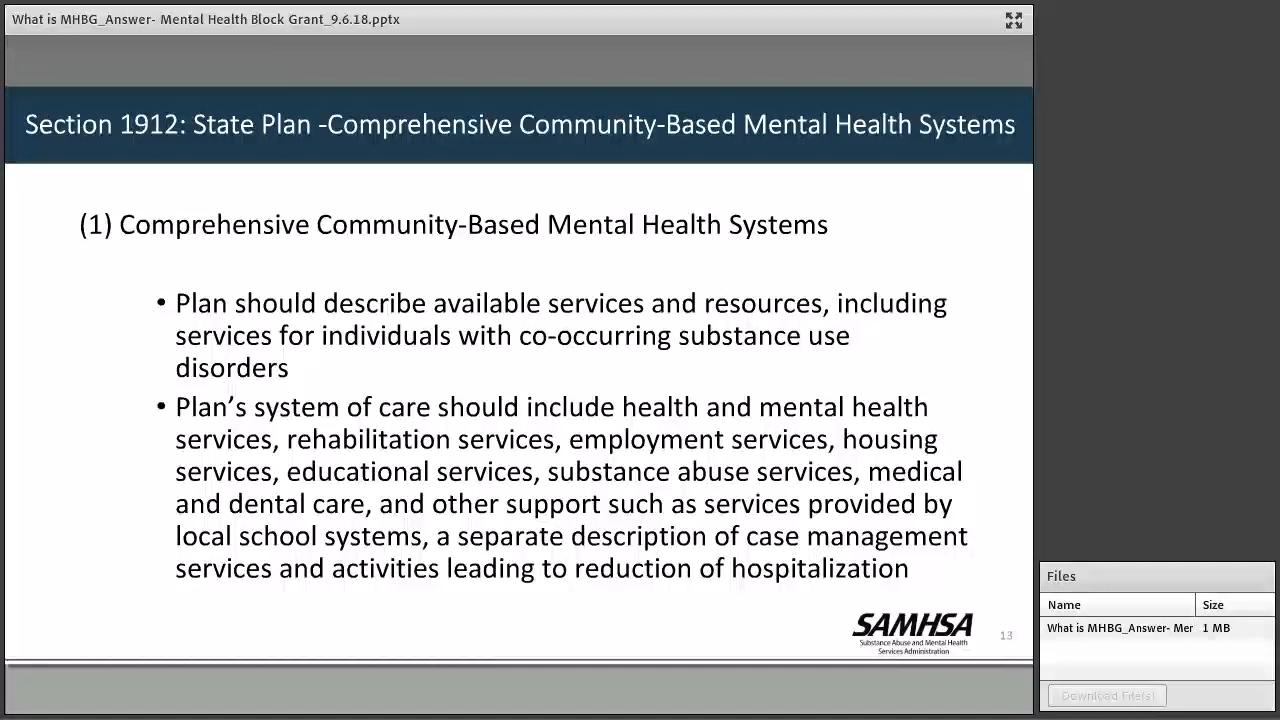 What is MHBG_Answer- Mental Health Block Grant_9.6.18.pptx
Section 1912: State Plan -Comprehensive Community-Based Mental Health Systems
(1) Comprehensive Community-Based Mental Health Systems
• Plan should describe available services and resources, including
services for individuals with co-occurring substance use
disorders
• Plan’s system of care should include health and mental health
services, rehabilitation services, employment services, housing
services, educational services, substance abuse services, medical
and dental care, and other support such as services provided by
local school systems, a separate description of case management
services and activities leading to reduction of hospitalization
SAMHSA
Substance Abuse and Mental Health
Services Administration
13
Files
Name Size
What is MHBG_Answer- Mer 1 MB
Download File(s)